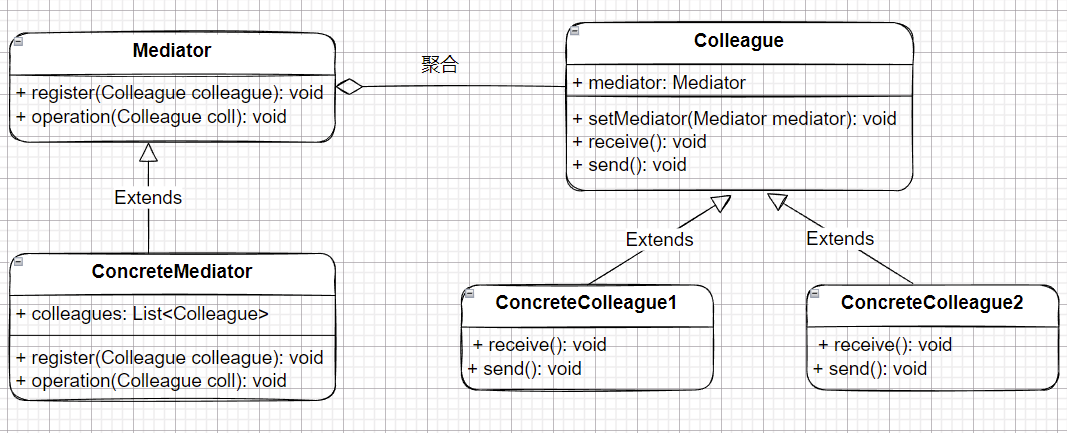 Mediator
+ register(Colleague colleague): void
+ operation(Colleague coll): void
聚合
Colleague
+ mediator: Mediator
+ setMediator(Mediator mediator): void
+ receive(): void
+ send(): void
Extends
Extends
Extends
ConcreteMediator
+ colleagues: List<Colleague>
+ register(Colleague colleague): void
+ operation(Colleague coll): void
ConcreteColleague1
+ receive(): void
+ send(): void
ConcreteColleague2
+ receive(): void
+ send(): void